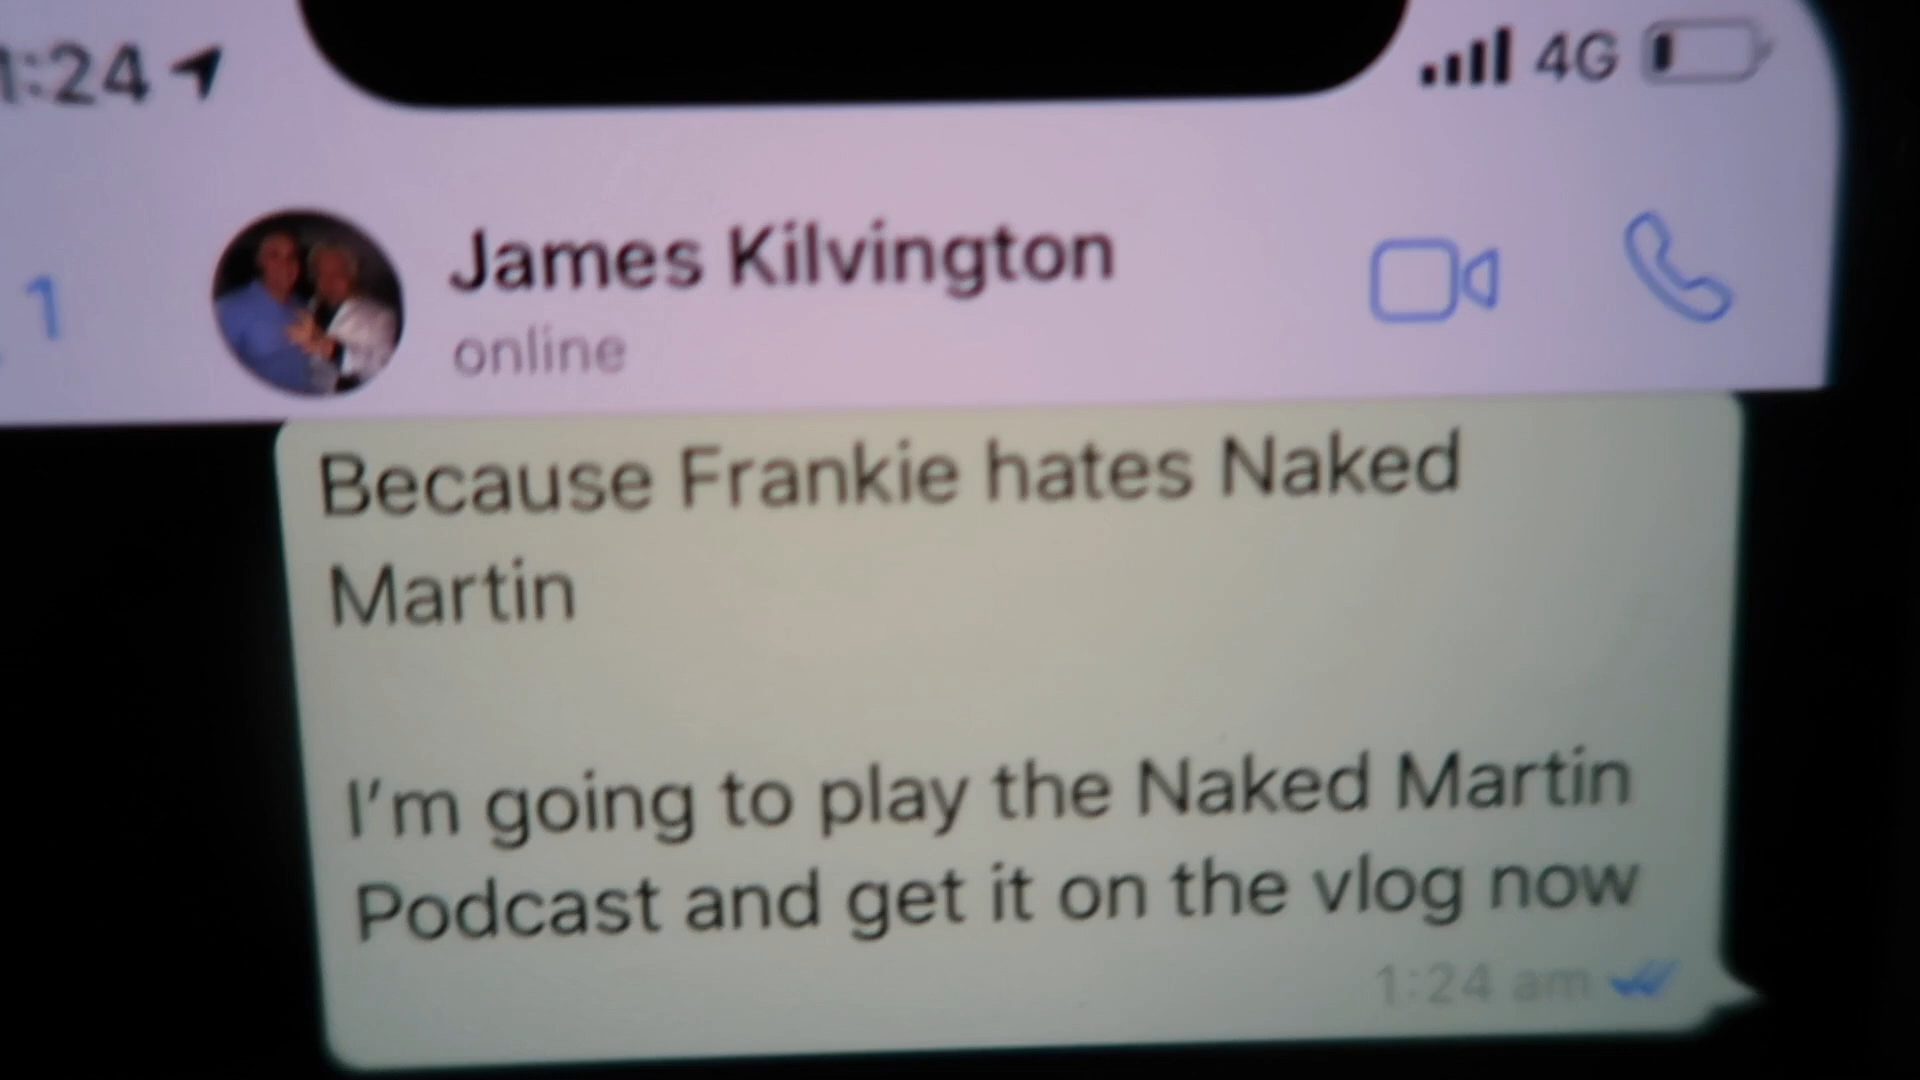 1:24
4G
1
James Kilvington
online
Because Frankie hates Naked
Martin
I'm going to play the Naked Martin
Podcast and get it on the vlog now
1:24 am